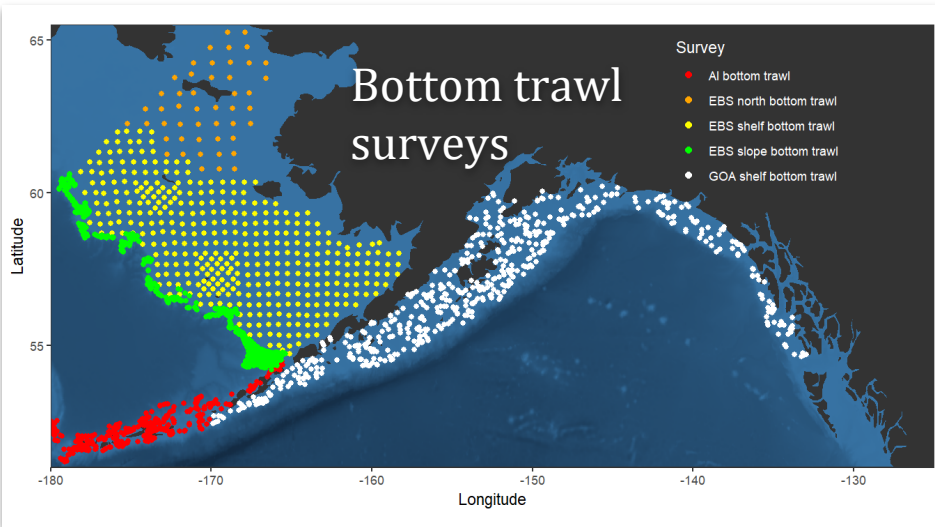 Bottom trawl
surveys
Survey
AI bottom trawl
EBS north bottom trawl
EBS shelf bottom trawl
EBS slope bottom trawl
GOA shelf bottom trawl
Latitude
65
60
55
-180
-170
-160
-150
-140
-130
Longitude